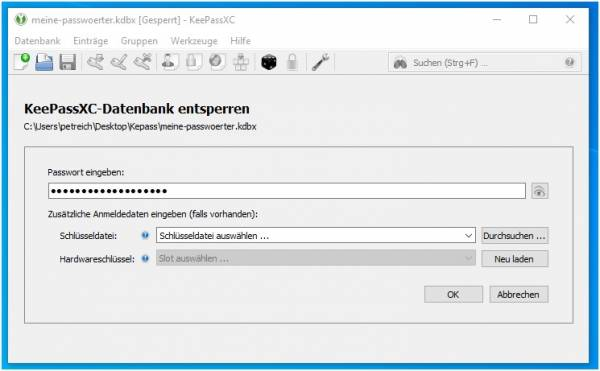 meine-passwoerter.kdbx [Gesperrt] - KeePassXC
Datenbank Einträge Gruppen Werkzeuge Hilfe
Suchen (Strg+F) ...
KeePassXC-Datenbank entsperren
C:\Users\petreich\Desktop\Kepass\meine-passwoerter.kdbx
Passwort eingeben:
Zusätzliche Anmeldedaten eingeben (falls vorhanden):
Schlüsseldatei: Schlüsseldatei auswählen ... Durchsuchen ...
Hardwareschlüssel: Slot auswählen ... Neu laden
OK Abbrechen